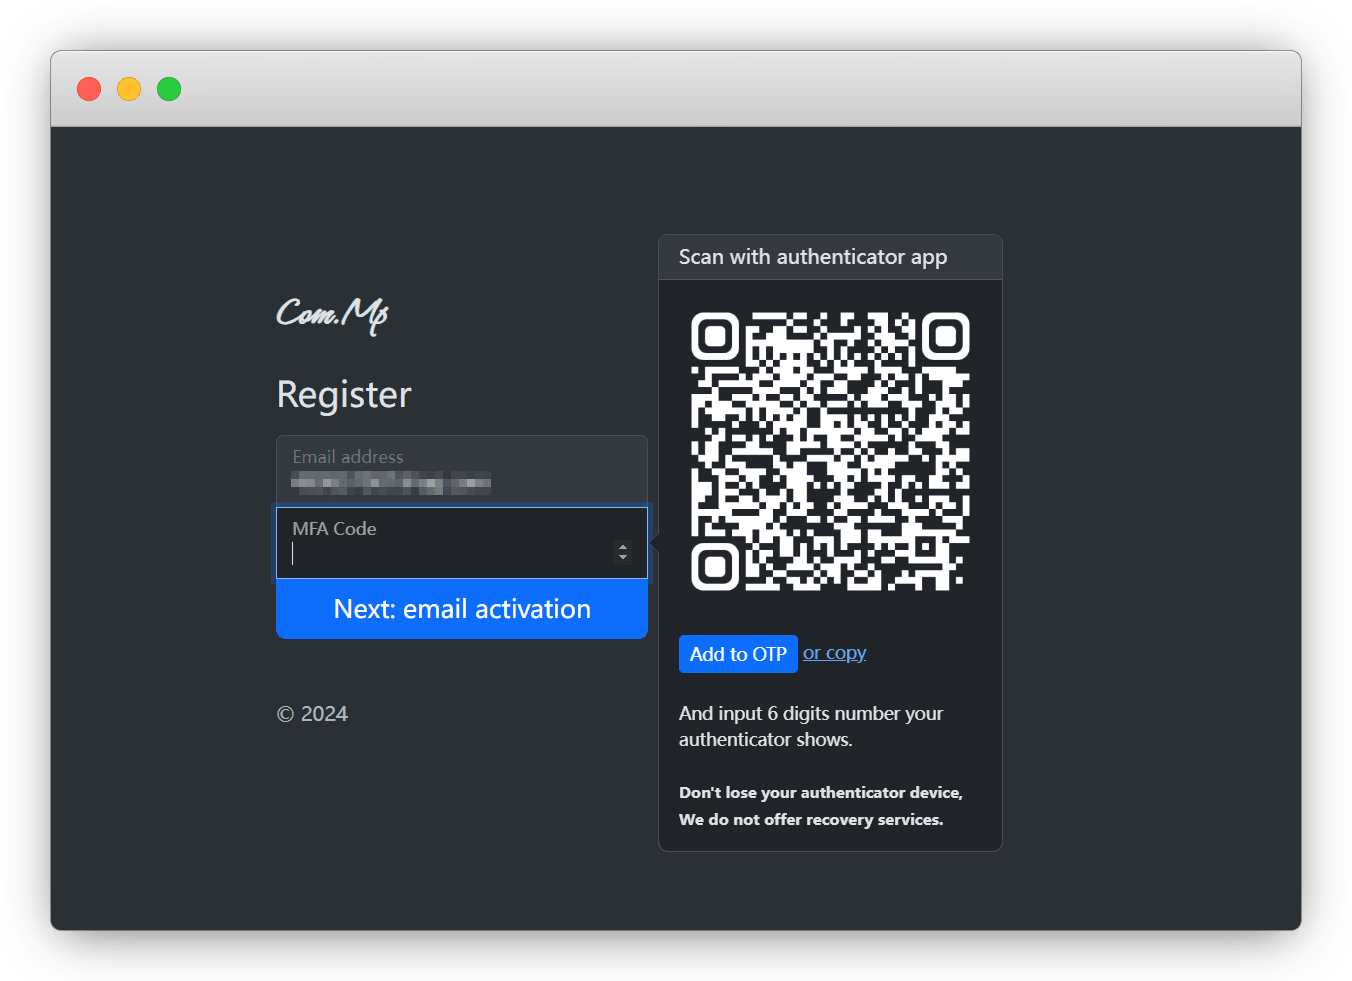 Com.Mp
Register
Email address
MFA Code
Next: email activation
© 2024
Scan with authenticator app
Add to OTP or copy
And input 6 digits number your
authenticator shows.
Don't lose your authenticator device,
We do not offer recovery services.